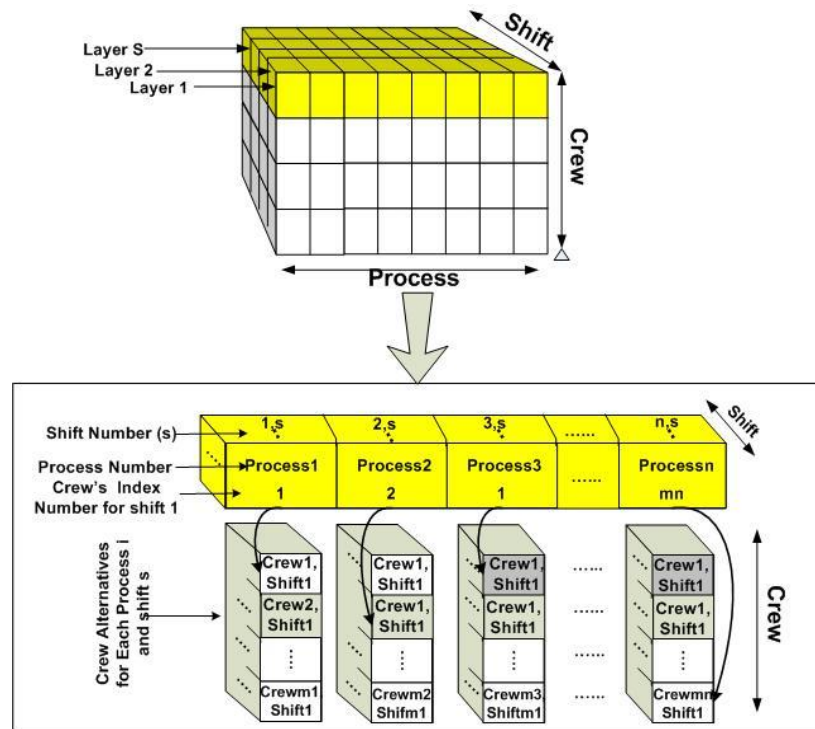 Shift
Layer S
Layer 2
Layer 1
Crew
Process
Shift Number (s)
1,s 2,s 3,s ...... n,s
Shift
Process Number
Process1 Process2 Process3 ...... Processn
Crew's Index
Number for shift 1
1 2 1 mn
Crew Alternatives
for Each Process i
and shift s
Crew1,
Shift1
Crew2,
Shift1
Crewm1
Shift1
Crew1,
Shift1
Crew1,
Shift1
Crewm2
Shifm1
Crew1,
Shift1
Crew1,
Shift1
Crewm3,
Shiftm1
......
......
......
Crew1,
Shift1
Crew1,
Shift1
Crewmn
Shift1
Crew